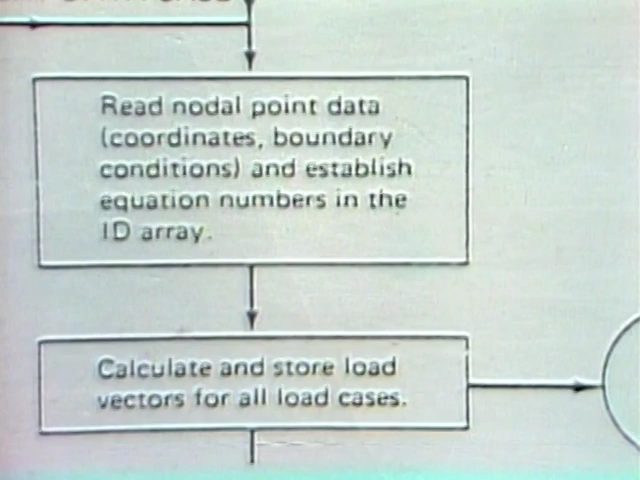 Read nodal point data
(coordinates, boundary
conditions) and establish
equation numbers in the
ID array.
Calculate and store load
vectors for all load cases.